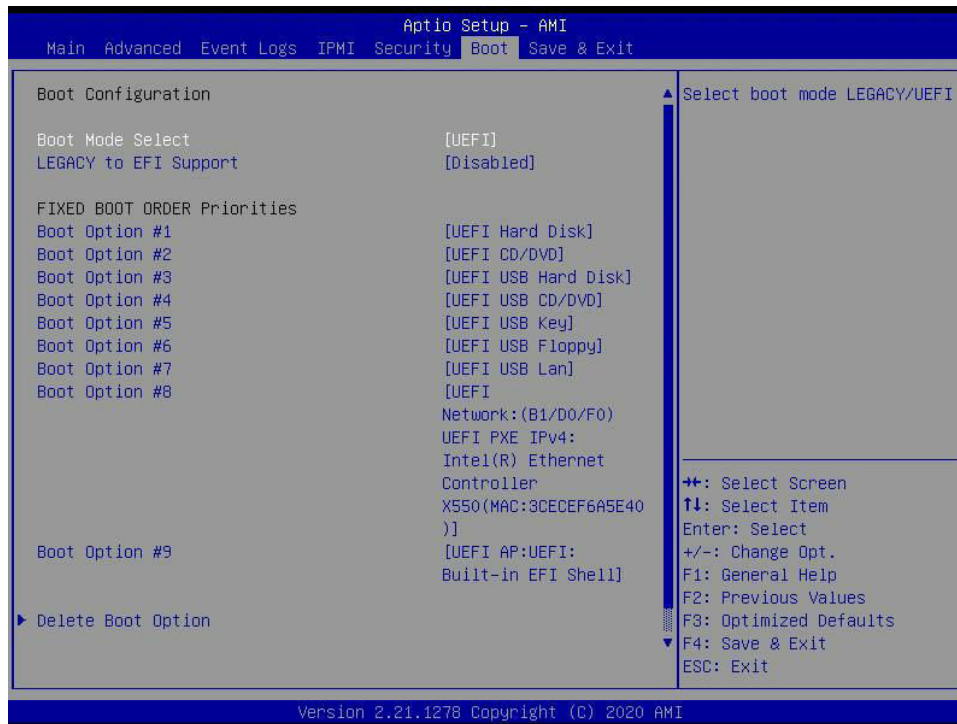 Aptio Setup – AMI
Main Advanced Event Logs IPMI Security Boot Save & Exit
Boot Configuration
Boot Mode Select [UEFI]
LEGACY to EFI Support [Disabled]
FIXED BOOT ORDER Priorities
Boot Option #1 [UEFI Hard Disk]
Boot Option #2 [UEFI CD/DVD]
Boot Option #3 [UEFI USB Hard Disk]
Boot Option #4 [UEFI USB CD/DVD]
Boot Option #5 [UEFI USB Key]
Boot Option #6 [UEFI USB Floppy]
Boot Option #7 [UEFI USB Lan]
Boot Option #8 [UEFI
Network:(B1/D0/F0)
UEFI PXE IPv4:
Intel(R) Ethernet
Controller
X550(MAC:3CECEF6A5E40
)]
Boot Option #9 [UEFI AP:UEFI:
Built-in EFI Shell]
Delete Boot Option
Select boot mode LEGACY/UEFI
→←: Select Screen
↑↓: Select Item
Enter: Select
+/-: Change Opt.
F1: General Help
F2: Previous Values
F3: Optimized Defaults
F4: Save & Exit
ESC: Exit
Version 2.21.1278 Copyright (C) 2020 AMI